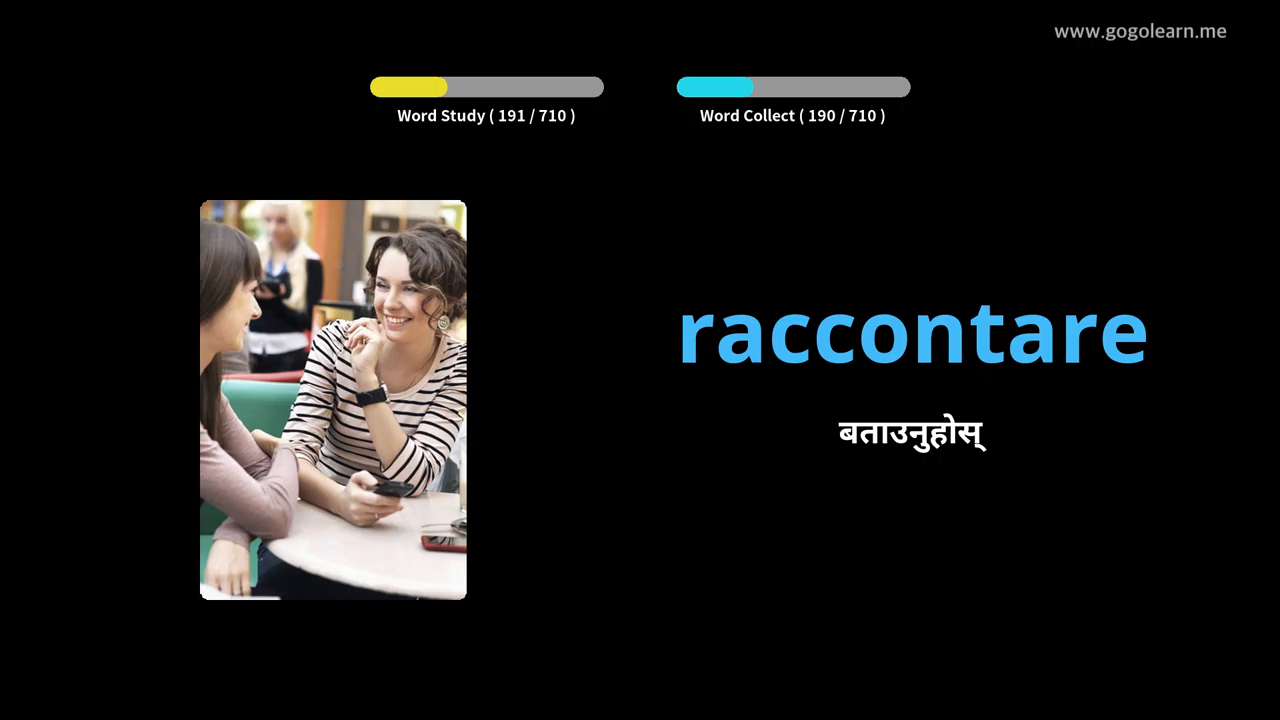 www.gogolearn.me
Word Study ( 191 / 710 )
Word Collect ( 190 / 710 )
raccontare
बताउनुहोस्